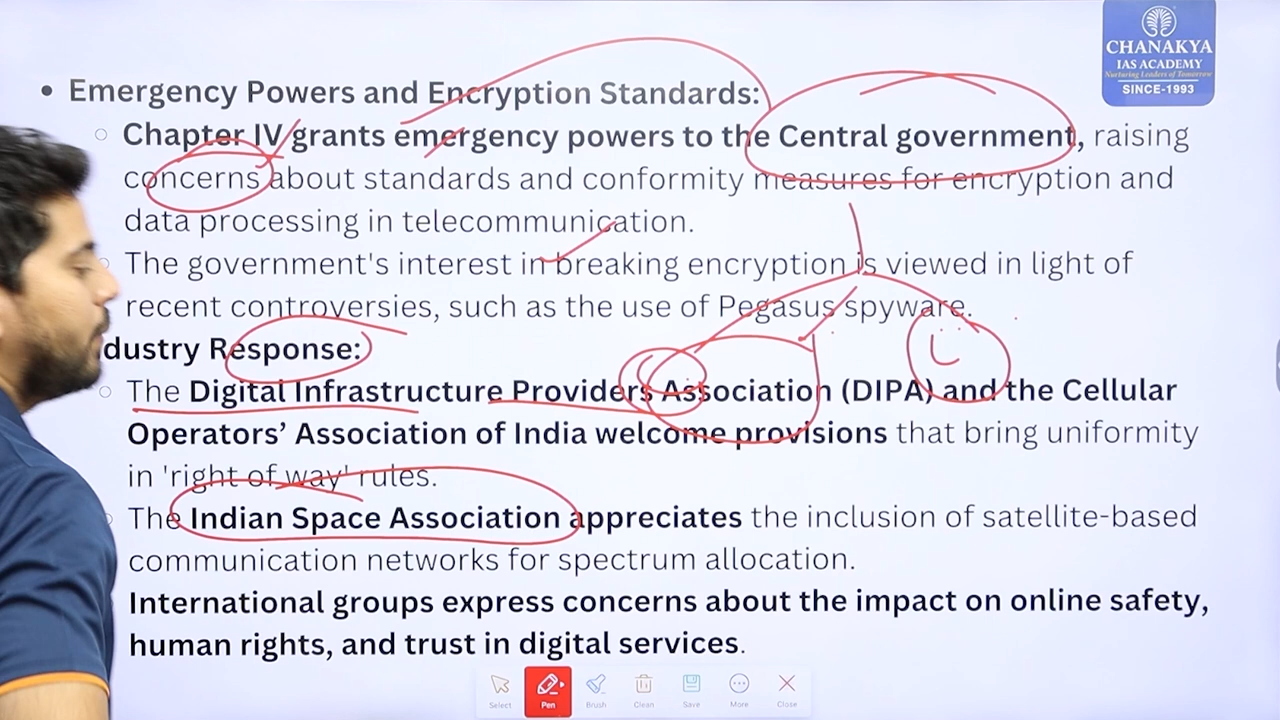 CHANAKYA
IAS ACADEMY
Nurturing Leaders of Tomorrow
SINCE-1993
• Emergency Powers and Encryption Standards:
Chapter IV grants emergency powers to the Central government, raising
concerns about standards and conformity measures for encryption and
data processing in telecommunication.
The government's interest in breaking encryption is viewed in light of
recent controversies, such as the use of Pegasus spyware.
dustry Response:
The Digital Infrastructure Providers Association (DIPA) and the Cellular
Operators' Association of India welcome provisions that bring uniformity
in 'right of way' rules.
The Indian Space Association appreciates the inclusion of satellite-based
communication networks for spectrum allocation.
International groups express concerns about the impact on online safety,
human rights, and trust in digital services.
Select Pen Brush Clean Save More Close